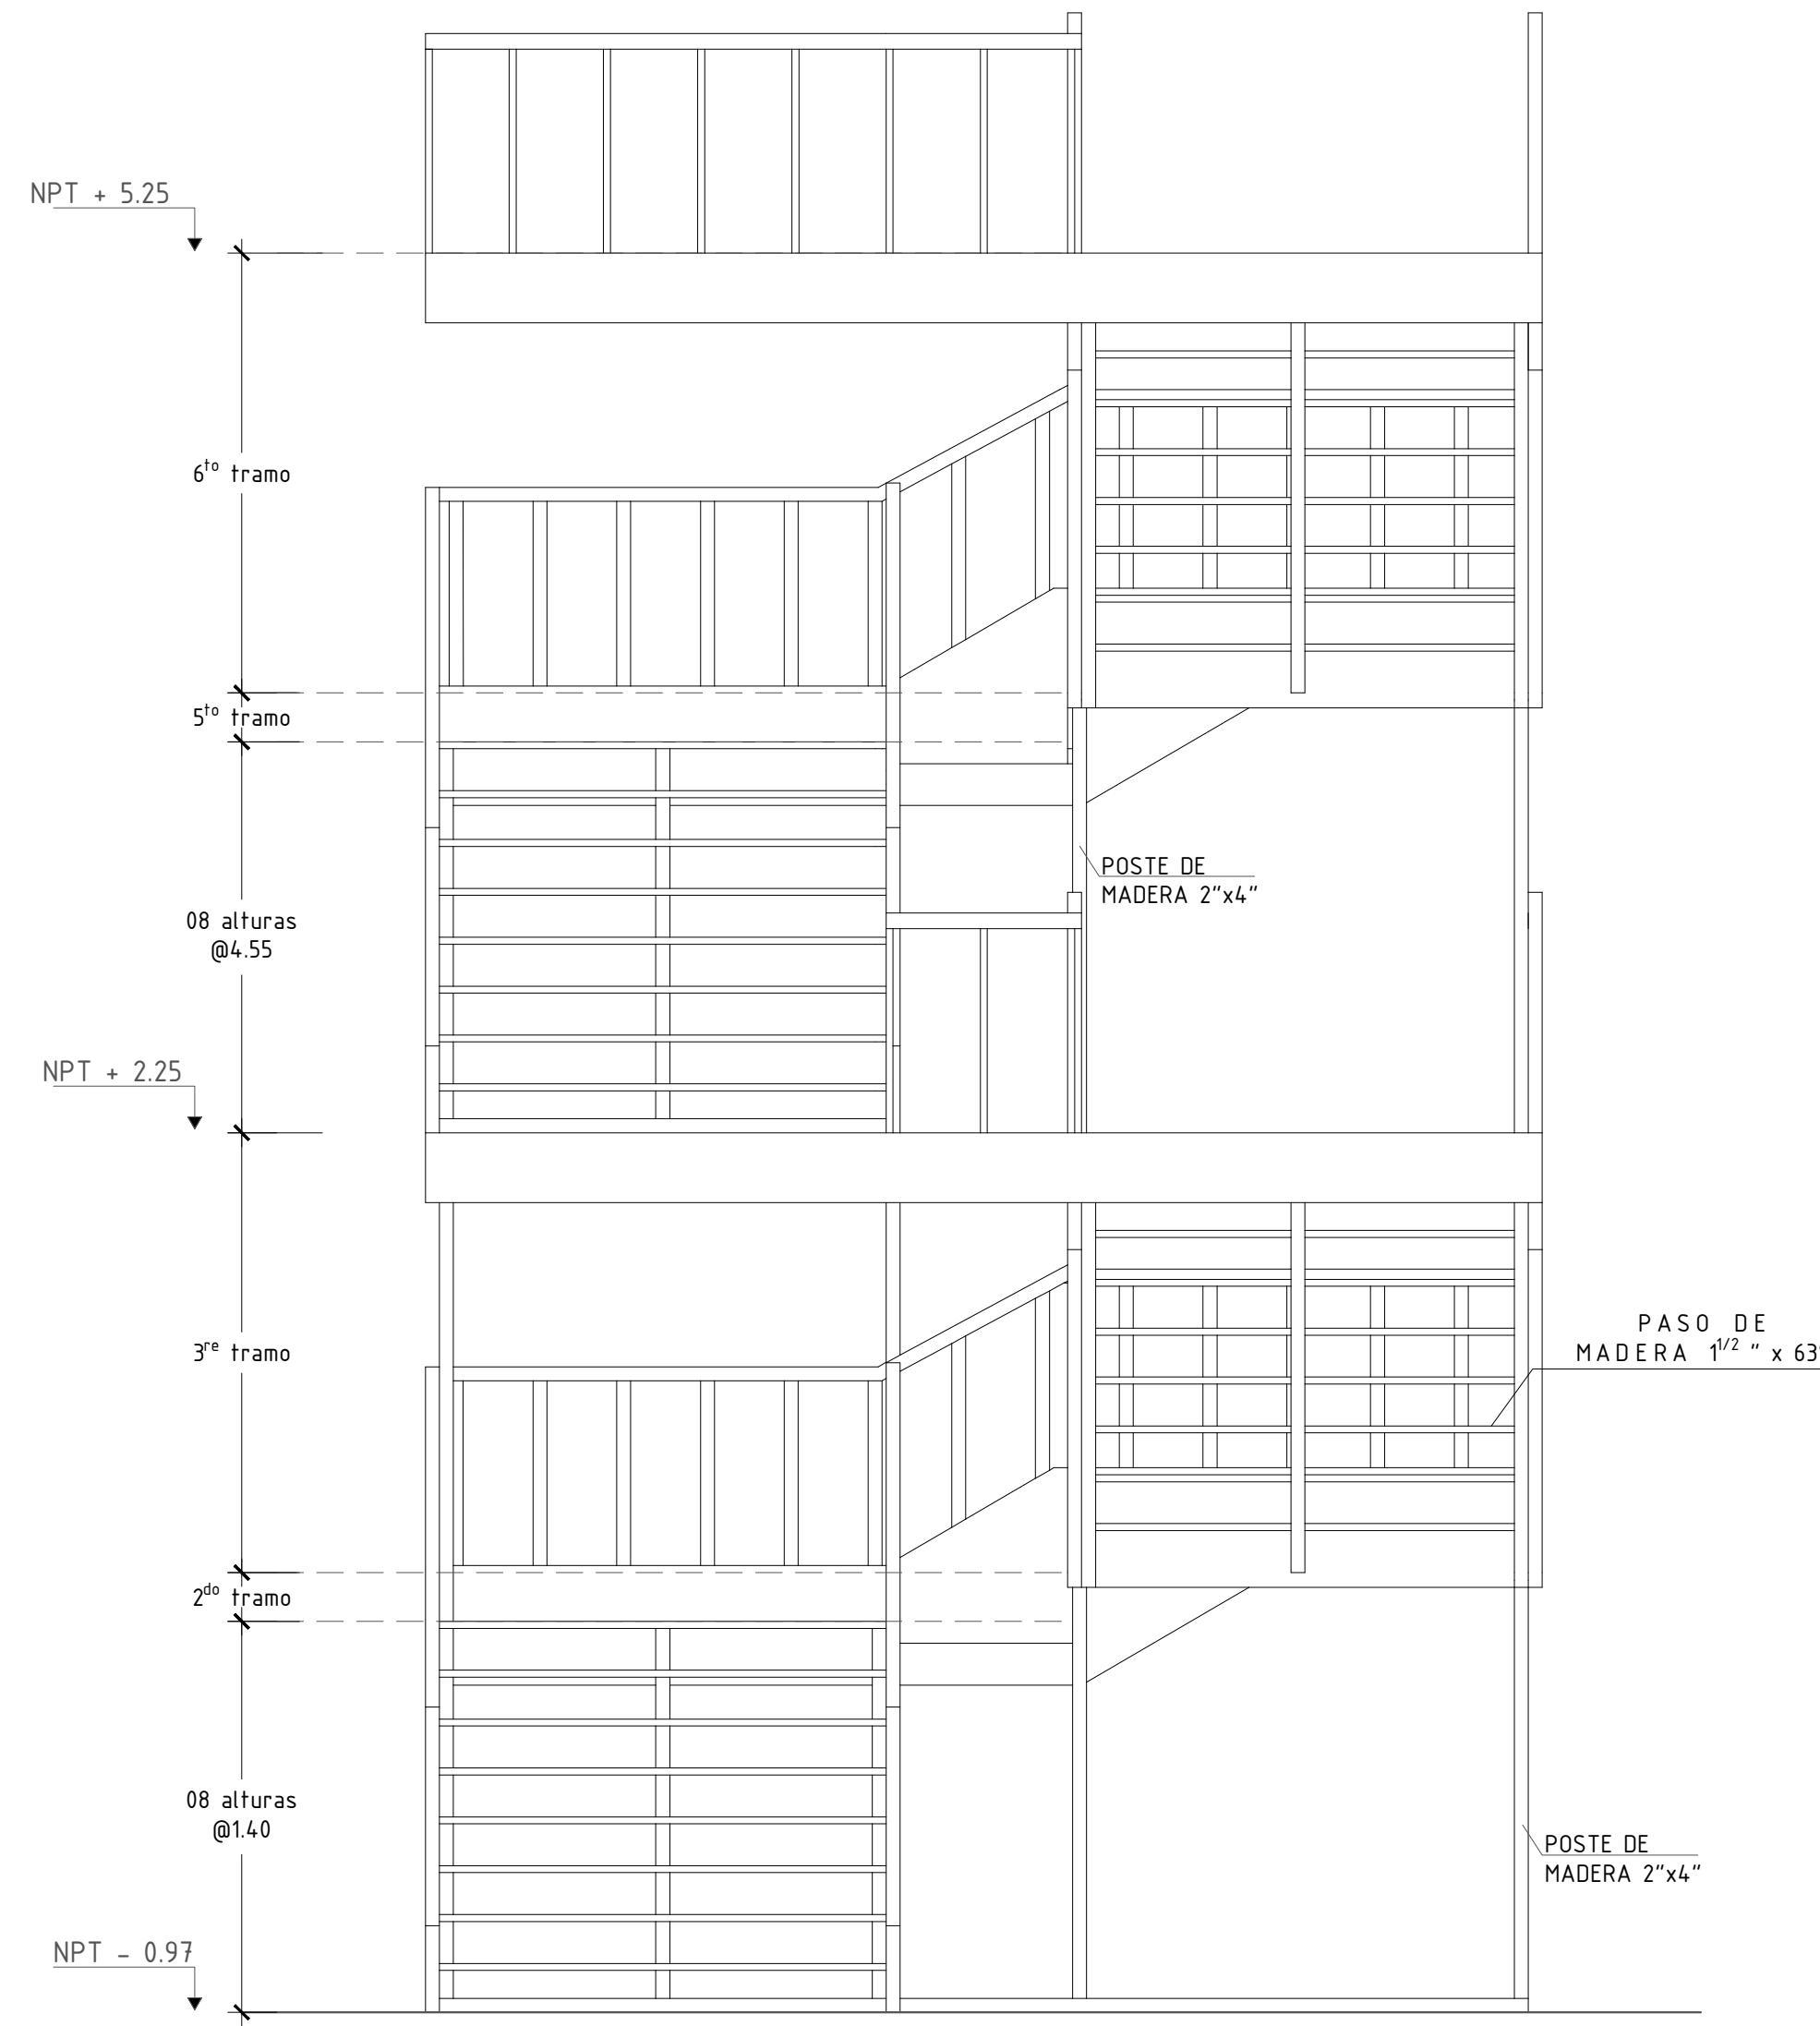 NPT + 5.25
6to tramo
5to tramo
POSTE DE
MADERA 2"x4"
08 alturas
@4.55
NPT + 2.25
PASO DE
MADERA 1 1/2 " x 63"
3re tramo
2do tramo
08 alturas
@1.40
POSTE DE
MADERA 2"x4"
NPT - 0.97